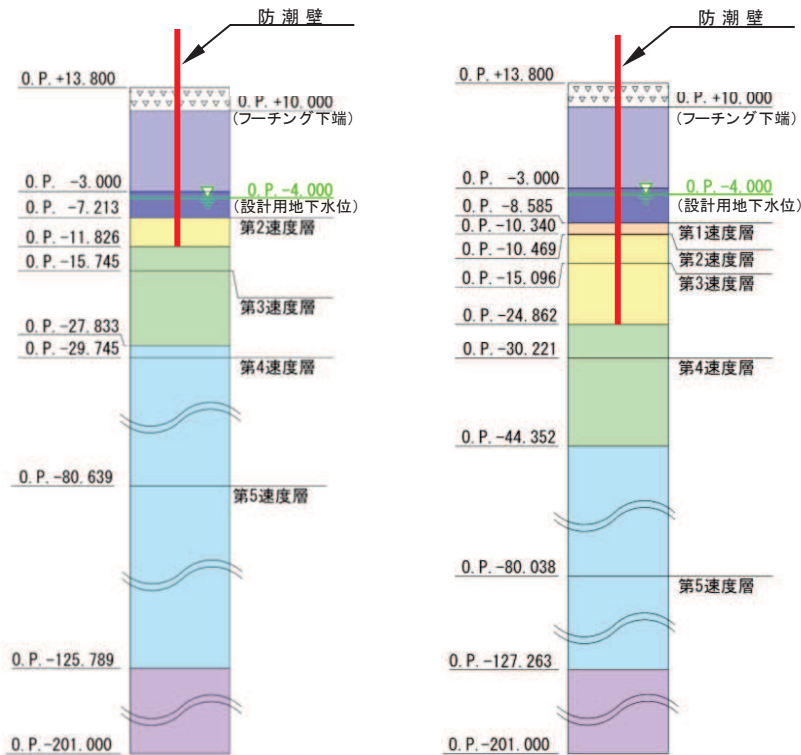 防潮壁
O.P.+13.800
O.P.+10.000
(フーチング下端)
O.P. -3.000
O.P.-4.000
(設計用地下水位)
O.P. -7.213
第2速度層
O.P.-11.826
O.P.-15.745
第3速度層
O.P.-27.833
O.P.-29.745
第4速度層
O.P.-80.639
第5速度層
O.P.-125.789
O.P.-201.000
防潮壁
O.P.+13.800
O.P.+10.000
(フーチング下端)
O.P. -3.000
O.P.-4.000
(設計用地下水位)
O.P. -8.585
O.P.-10.340
第1速度層
O.P.-10.469
第2速度層
O.P.-15.096
第3速度層
O.P.-24.862
O.P.-30.221
第4速度層
O.P.-44.352
O.P.-80.038
第5速度層
O.P.-127.263
O.P.-201.000